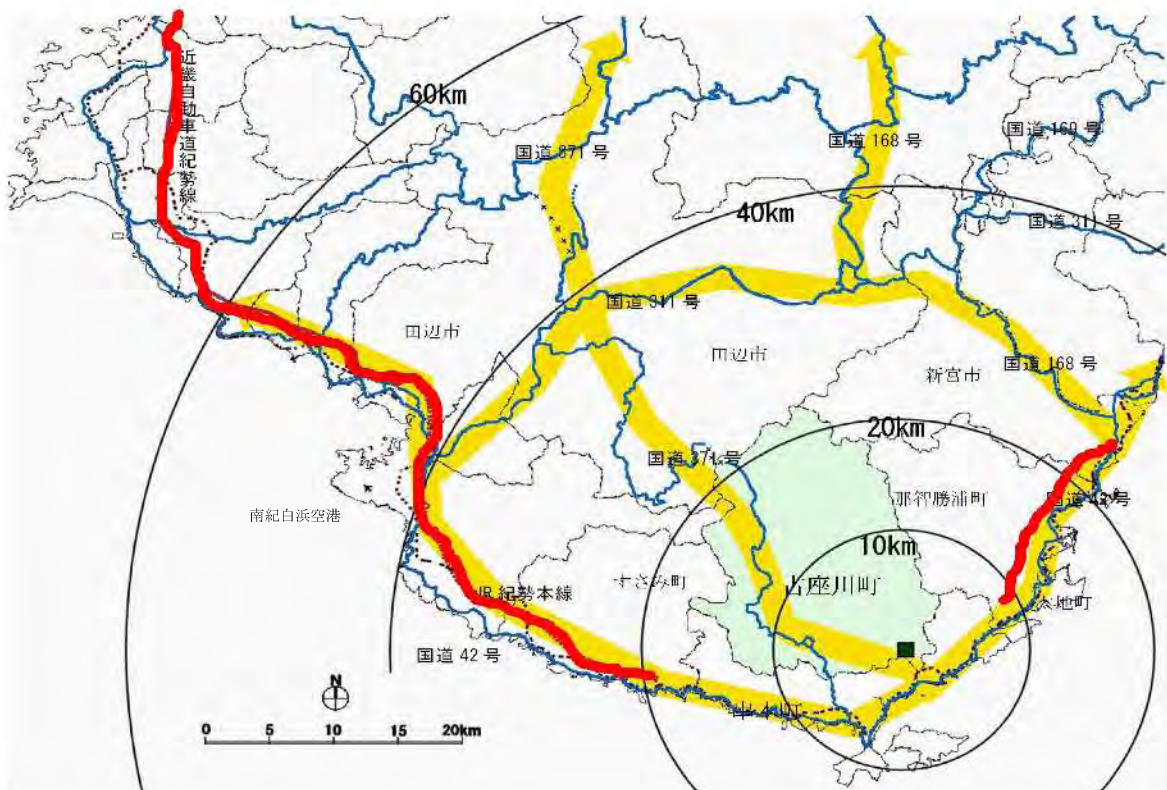 近畿自動車道紀勢線
60km
国道371号
国道168号
国道169号
40km
国道311号
国道311号
田辺市
田辺市
新宮市
国道168号
20km
国道371号
那智勝浦町
国道42号
南紀白浜空港
10km
すさみ町
古座川町
太地町
JR紀勢本線
国道42号
串本町
N
0 5 10 15 20km